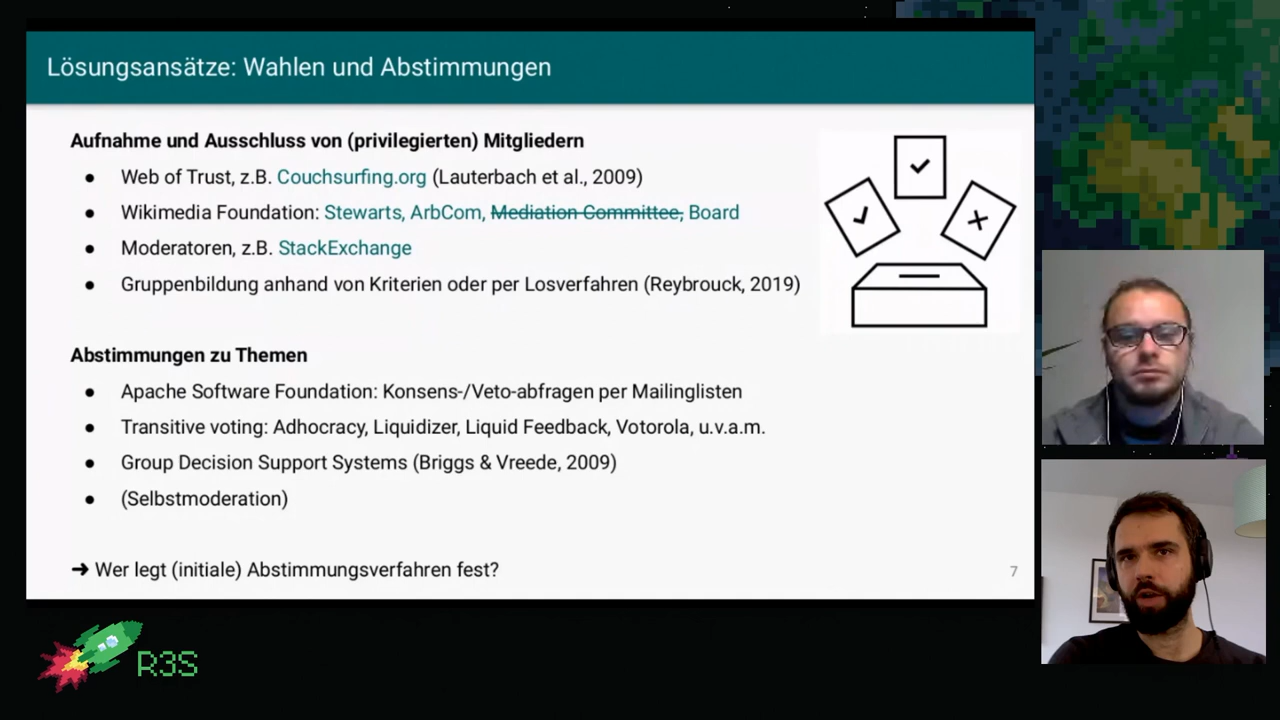 Lösungsansätze: Wahlen und Abstimmungen
Aufnahme und Ausschluss von (privilegierten) Mitgliedern
● Web of Trust, z.B. Couchsurfing.org (Lauterbach et al., 2009)
● Wikimedia Foundation: Stewarts, ArbCom, Mediation Committee, Board
● Moderatoren, z.B. StackExchange
● Gruppenbildung anhand von Kriterien oder per Losverfahren (Reybrouck, 2019)
Abstimmungen zu Themen
● Apache Software Foundation: Konsens-/Veto-abfragen per Mailinglisten
● Transitive voting: Adhocracy, Liquidizer, Liquid Feedback, Votorola, u.v.a.m.
● Group Decision Support Systems (Briggs & Vreede, 2009)
● (Selbstmoderation)
➜ Wer legt (initiale) Abstimmungsverfahren fest?
7
R3S